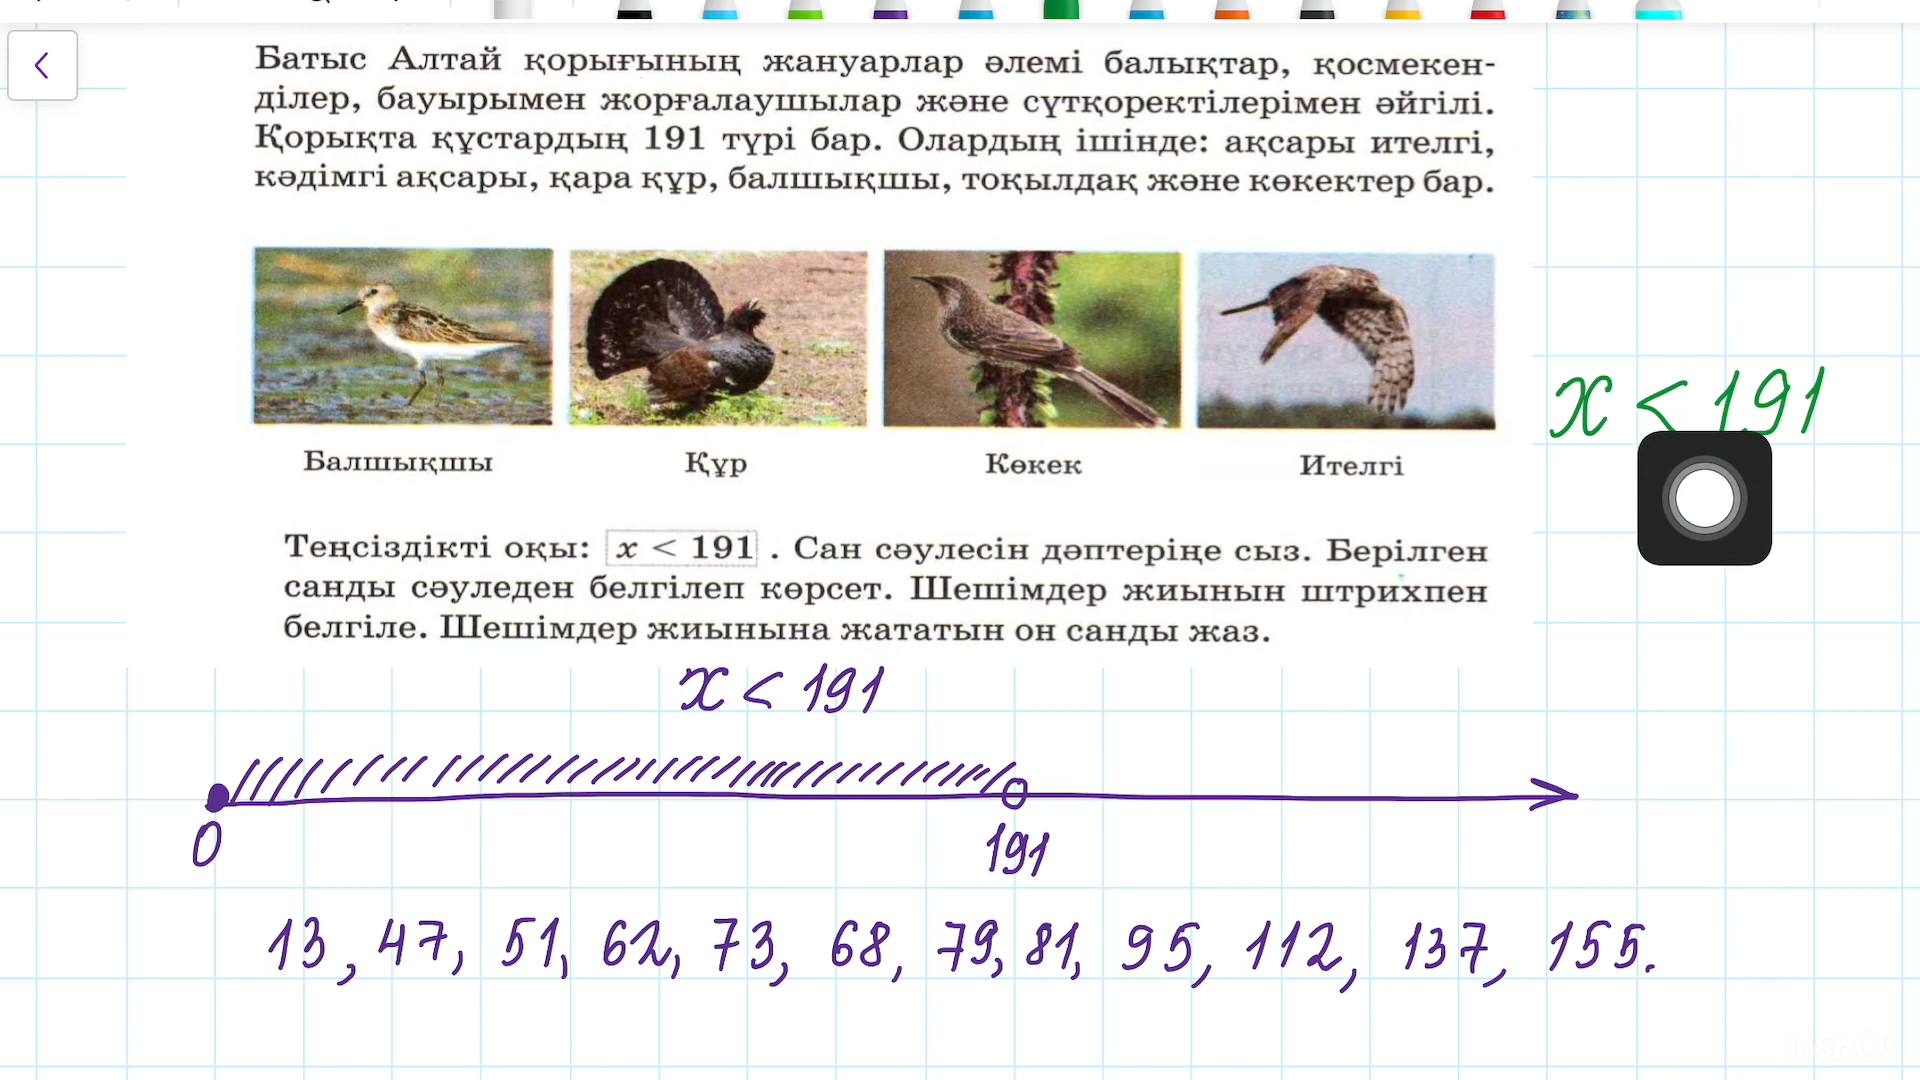 Батыс Алтай қорығының жануарлар әлемі балықтар, қосмекен-
ділер, бауырымен жорғалаушылар және сүтқоректілерімен әйгілі.
Қорықта құстардың 191 түрі бар. Олардың ішінде: ақсары ителгі,
кәдімгі ақсары, қара құр, балшықшы, тоқылдақ және көкектер бар.
x < 191
Балшықшы Құр Көкек Ителгі
Теңсіздікті оқы: x < 191 . Сан сәулесін дәптеріңе сыз. Берілген
санды сәуледен белгілеп көрсет. Шешімдер жиынын штрихпен
белгіле. Шешімдер жиынына жататын он санды жаз.
x < 191
0 191
13, 47, 51, 62, 73, 68, 79, 81, 95, 112, 137, 155.